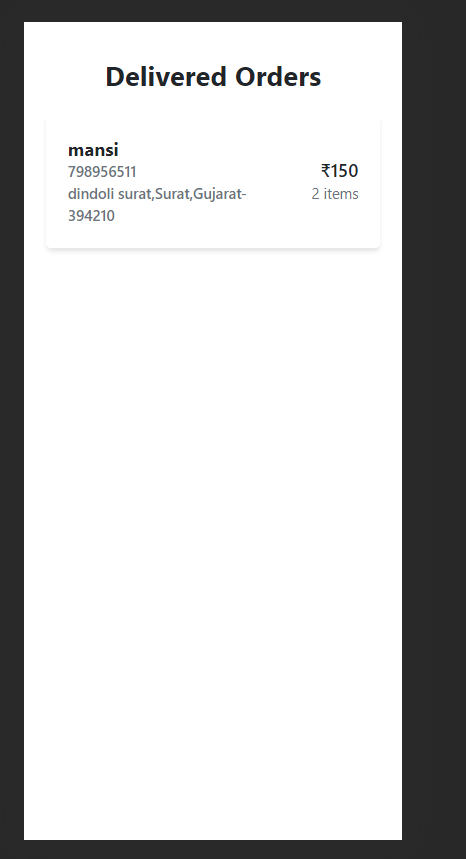 Delivered Orders
mansi
798956511
₹150
dindoli surat,Surat,Gujarat-
2 items
394210